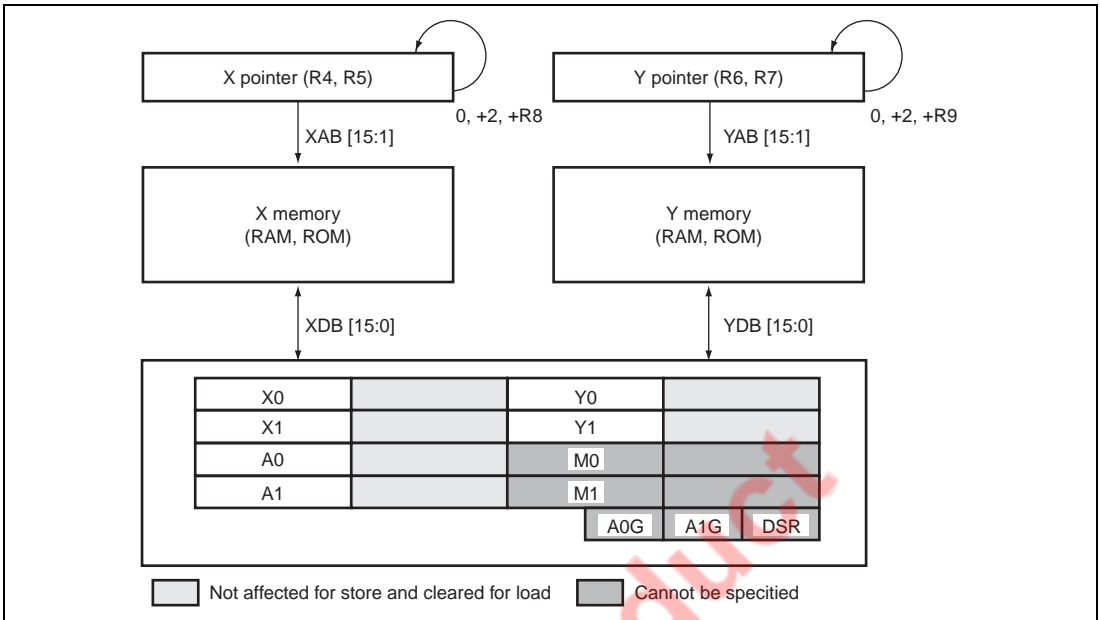 X pointer (R4, R5)
Y pointer (R6, R7)
0, +2, +R8
0, +2, +R9
XAB [15:1]
YAB [15:1]
X memory
(RAM, ROM)
Y memory
(RAM, ROM)
XDB [15:0]
YDB [15:0]
X0
Y0
X1
Y1
A0
M0
A1
M1
A0G
A1G
DSR
Not affected for store and cleared for load
Cannot be specitied
duct